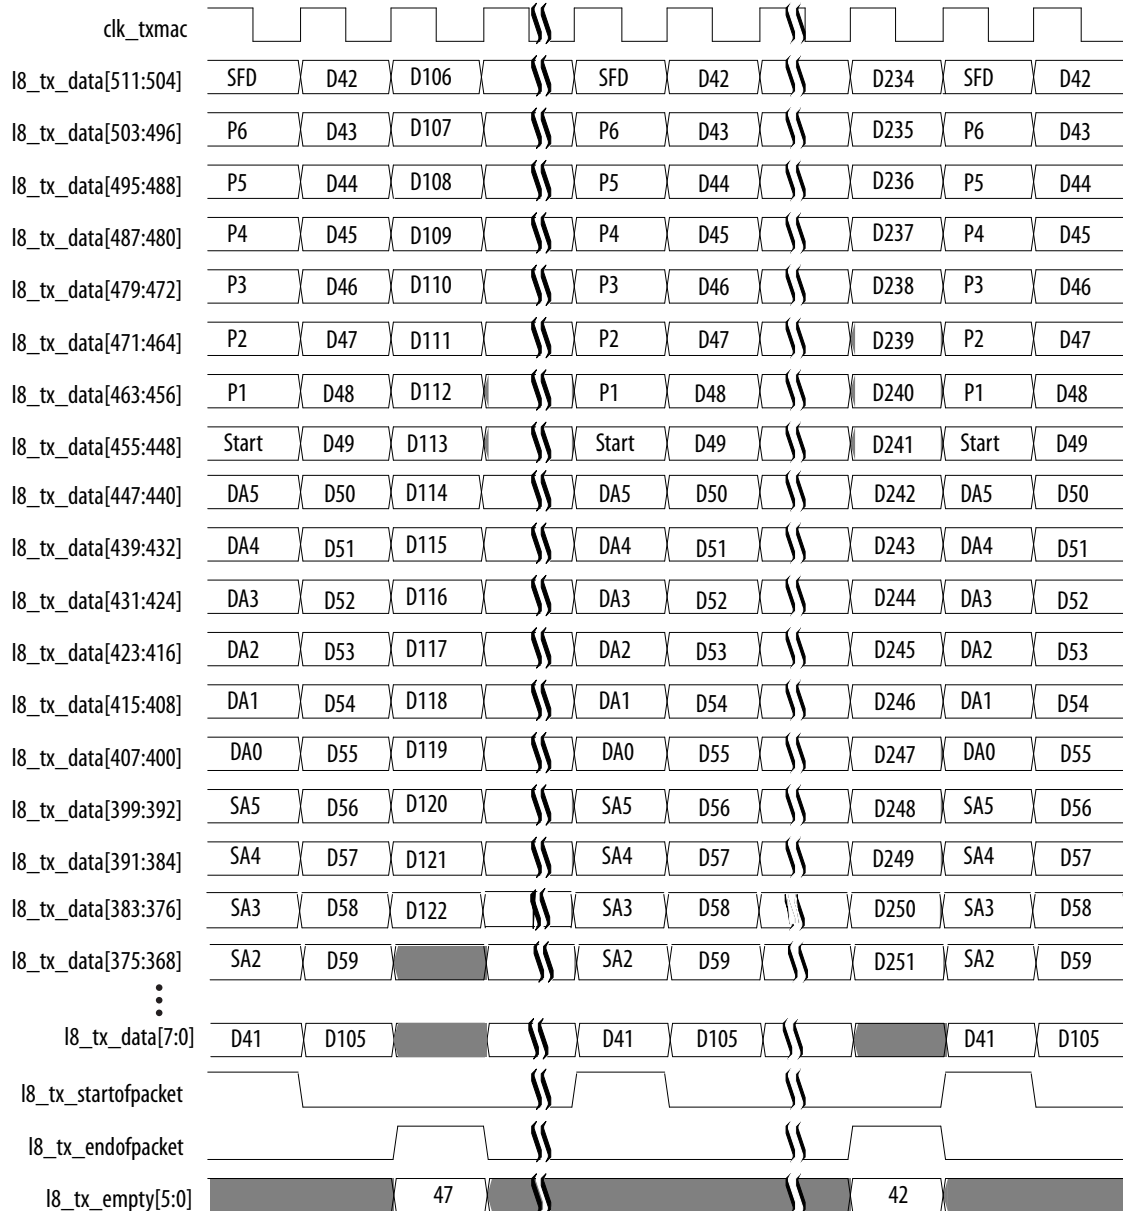 clk_txmac
l8_tx_data[511:504] SFD D42 D106 SFD D42 D234 SFD D42
l8_tx_data[503:496] P6 D43 D107 P6 D43 D235 P6 D43
l8_tx_data[495:488] P5 D44 D108 P5 D44 D236 P5 D44
l8_tx_data[487:480] P4 D45 D109 P4 D45 D237 P4 D45
l8_tx_data[479:472] P3 D46 D110 P3 D46 D238 P3 D46
l8_tx_data[471:464] P2 D47 D111 P2 D47 D239 P2 D47
l8_tx_data[463:456] P1 D48 D112 P1 D48 D240 P1 D48
l8_tx_data[455:448] Start D49 D113 Start D49 D241 Start D49
l8_tx_data[447:440] DA5 D50 D114 DA5 D50 D242 DA5 D50
l8_tx_data[439:432] DA4 D51 D115 DA4 D51 D243 DA4 D51
l8_tx_data[431:424] DA3 D52 D116 DA3 D52 D244 DA3 D52
l8_tx_data[423:416] DA2 D53 D117 DA2 D53 D245 DA2 D53
l8_tx_data[415:408] DA1 D54 D118 DA1 D54 D246 DA1 D54
l8_tx_data[407:400] DA0 D55 D119 DA0 D55 D247 DA0 D55
l8_tx_data[399:392] SA5 D56 D120 SA5 D56 D248 SA5 D56
l8_tx_data[391:384] SA4 D57 D121 SA4 D57 D249 SA4 D57
l8_tx_data[383:376] SA3 D58 D122 SA3 D58 D250 SA3 D58
l8_tx_data[375:368] SA2 D59 SA2 D59 D251 SA2 D59
l8_tx_data[7:0] D41 D105 D41 D105 D41 D105
l8_tx_startofpacket
l8_tx_endofpacket
l8_tx_empty[5:0] 47 42